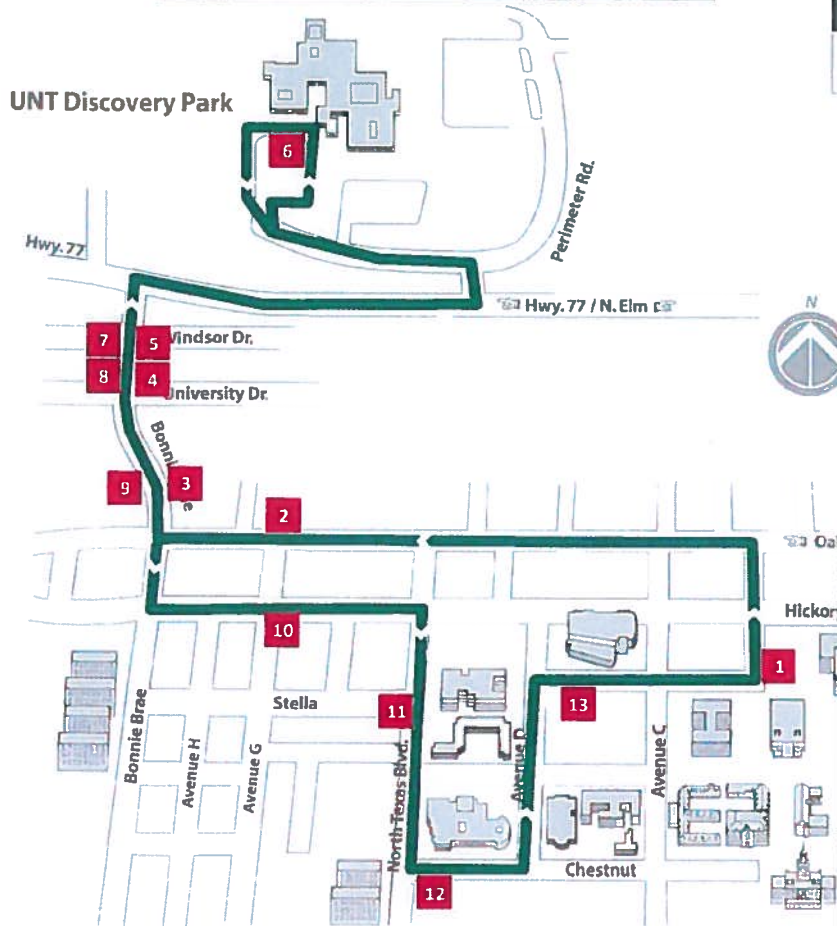 UNT Discovery Park
6
Perimeter Rd.
Hwy. 77
Hwy. 77 / N. Elm
N
7
5
Windsor Dr.
8
4
University Dr.
9
3
2
Oa
10
Hickor
1
Stella
11
13
Bonnie Brae
Avenue H
Avenue G
North Texas Blvd.
Avenue D
Avenue C
Chestnut
12